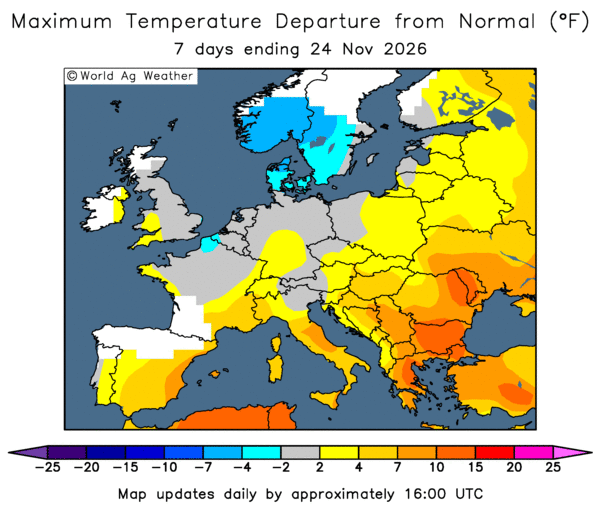 Maximum Temperature Departure from Normal (°F)
7 days ending 24 Nov 2026
© World Ag Weather
-25 -20 -15 -10 -7 -4 -2 2 4 7 10 15 20 25
Map updates daily by approximately 16:00 UTC